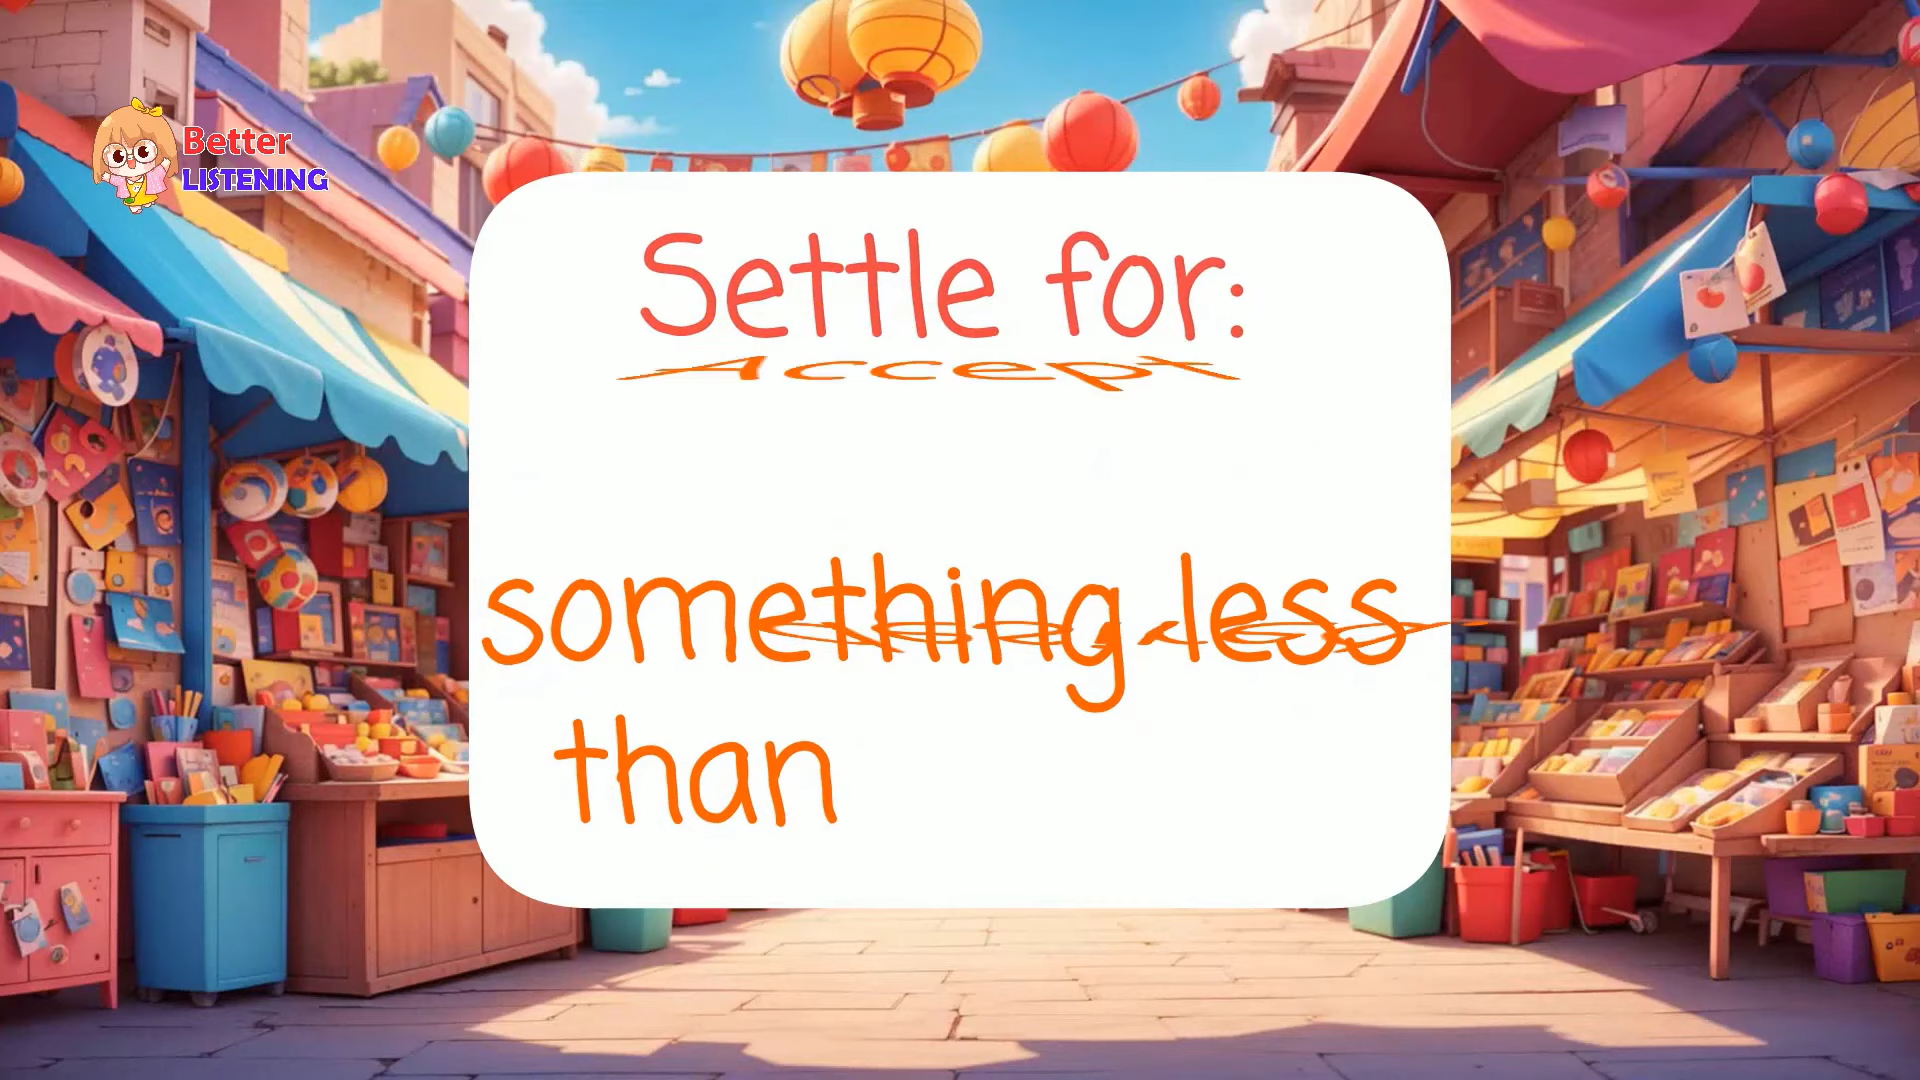 Better
LISTENING
Settle for:
Accept
something less
than